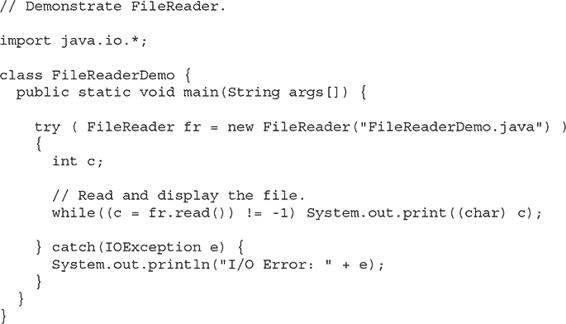 // Demonstrate FileReader.
import java.io.*;
class FileReaderDemo {
public static void main(String args[]) {
try ( FileReader fr = new FileReader("FileReaderDemo.java") )
{
int c;
// Read and display the file.
while((c = fr.read()) != -1) System.out.print((char) c);
} catch(IOException e) {
System.out.println("I/O Error: " + e);
}
}
}